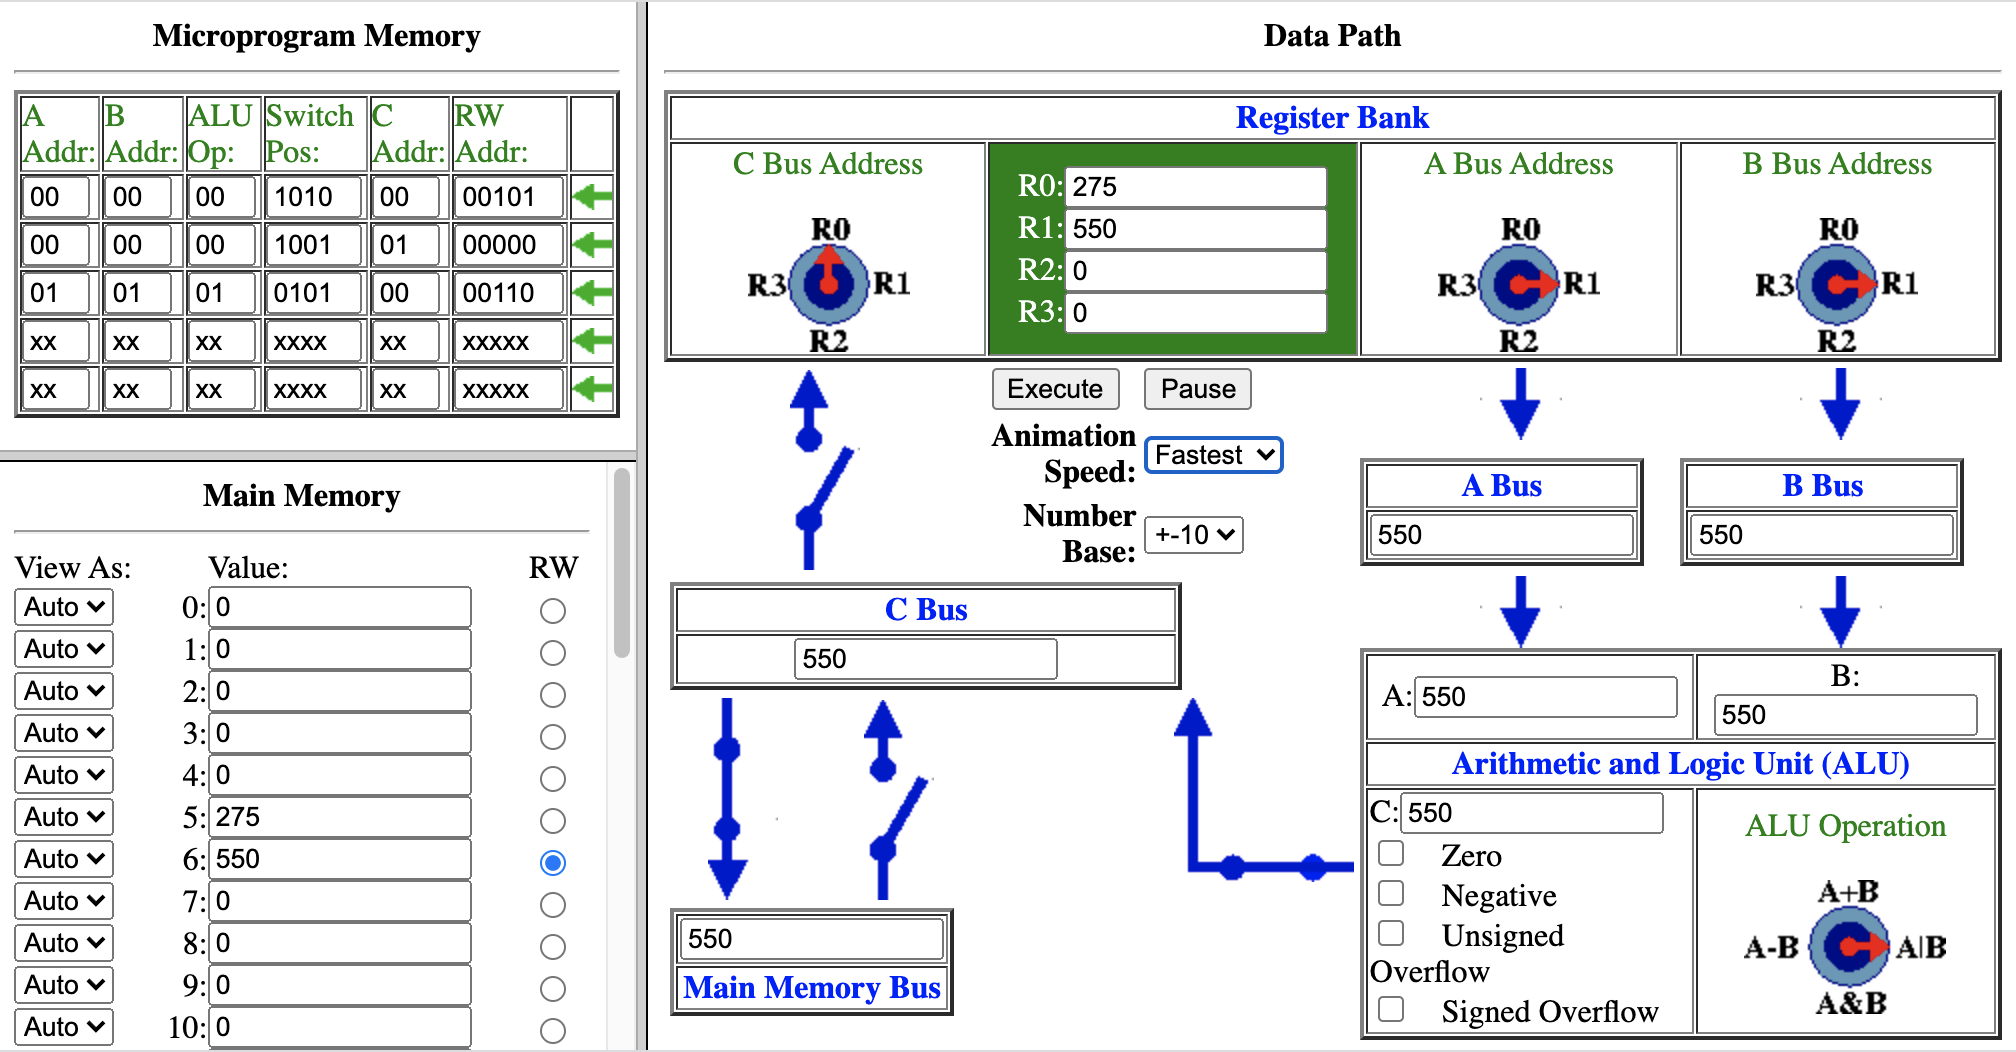 Microprogram Memory
A Addr: B Addr: ALU Op: Switch Pos: C Addr: RW Addr:
00 00 00 1010 00 00101
00 00 00 1001 01 00000
01 01 01 0101 00 00110
xx xx xx xxxx xx xxxxx
xx xx xx xxxx xx xxxxx
Main Memory
View As: Value: RW
Auto 0: 0
Auto 1: 0
Auto 2: 0
Auto 3: 0
Auto 4: 0
Auto 5: 275
Auto 6: 550
Auto 7: 0
Auto 8: 0
Auto 9: 0
Auto 10: 0
Data Path
Register Bank
C Bus Address
R0
R3 R1
R2
R0: 275
R1: 550
R2: 0
R3: 0
A Bus Address
R0
R3 R1
R2
B Bus Address
R0
R3 R1
R2
Execute Pause
Animation
Speed: Fastest
Number
Base: +-10
A Bus
550
B Bus
550
C Bus
550
A: 550
B:
550
Arithmetic and Logic Unit (ALU)
C: 550
Zero
Negative
Unsigned
Overflow
Signed Overflow
ALU Operation
A+B
A-B A|B
A&B
550
Main Memory Bus